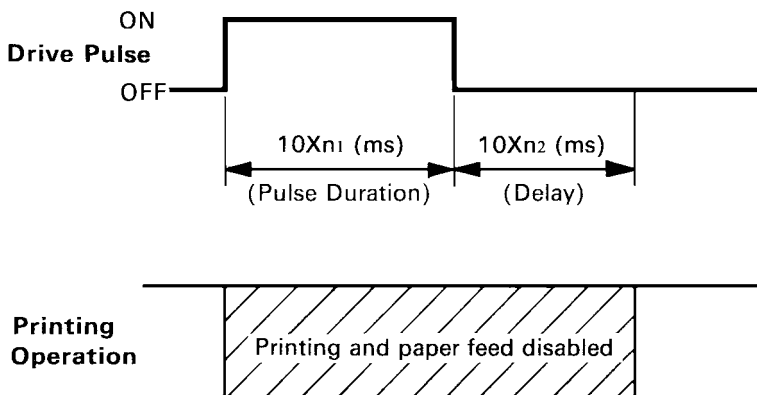 ON
Drive Pulse
OFF
10Xn1 (ms)
10Xn2 (ms)
(Pulse Duration)
(Delay)
Printing
Operation
Printing and paper feed disabled